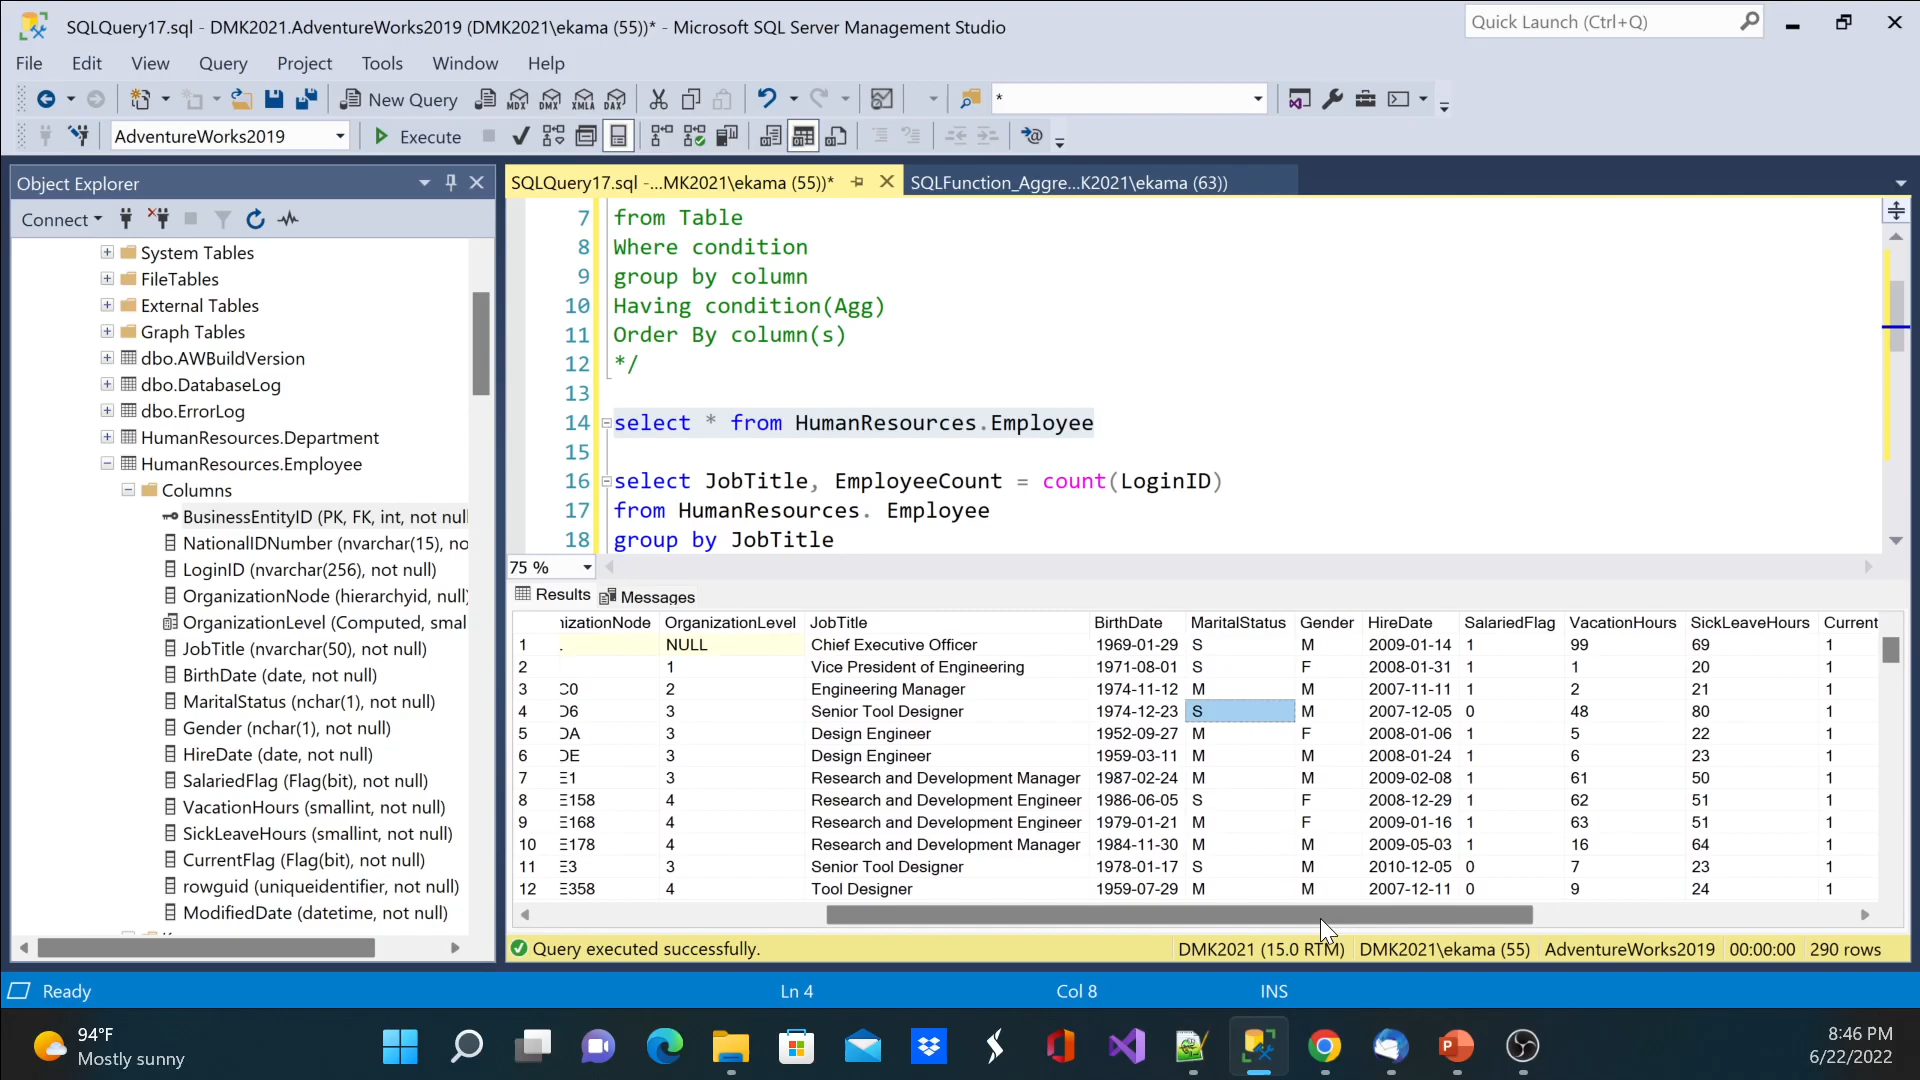 SQLQuery17.sql - DMK2021.AdventureWorks2019 (DMK2021\ekama (55))* - Microsoft SQL Server Management Studio
Quick Launch (Ctrl+Q)
File Edit View Query Project Tools Window Help
New Query MDX DMX XMLA DAX *
AdventureWorks2019 Execute
Object Explorer
Connect
System Tables
FileTables
External Tables
Graph Tables
dbo.AWBuildVersion
dbo.DatabaseLog
dbo.ErrorLog
HumanResources.Department
HumanResources.Employee
Columns
BusinessEntityID (PK, FK, int, not null
NationalIDNumber (nvarchar(15), no
LoginID (nvarchar(256), not null)
OrganizationNode (hierarchyid, null)
OrganizationLevel (Computed, smal
JobTitle (nvarchar(50), not null)
BirthDate (date, not null)
MaritalStatus (nchar(1), not null)
Gender (nchar(1), not null)
HireDate (date, not null)
SalariedFlag (Flag(bit), not null)
VacationHours (smallint, not null)
SickLeaveHours (smallint, not null)
CurrentFlag (Flag(bit), not null)
rowguid (uniqueidentifier, not null)
ModifiedDate (datetime, not null)
SQLQuery17.sql -...MK2021\ekama (55))* SQLFunction_Aggre...K2021\ekama (63))
7 from Table
8 Where condition
9 group by column
10 Having condition(Agg)
11 Order By column(s)
12 */
13
14 select * from HumanResources.Employee
15
16 select JobTitle, EmployeeCount = count(LoginID)
17 from HumanResources. Employee
18 group by JobTitle
75 %
Results Messages
nizationNode OrganizationLevel JobTitle BirthDate MaritalStatus Gender HireDate SalariedFlag VacationHours SickLeaveHours Current
1 NULL Chief Executive Officer 1969-01-29 S M 2009-01-14 1 99 69 1
2 1 Vice President of Engineering 1971-08-01 S F 2008-01-31 1 1 20 1
3 C0 2 Engineering Manager 1974-11-12 M M 2007-11-11 1 2 21 1
4 D6 3 Senior Tool Designer 1974-12-23 S M 2007-12-05 0 48 80 1
5 DA 3 Design Engineer 1952-09-27 M F 2008-01-06 1 5 22 1
6 DE 3 Design Engineer 1959-03-11 M M 2008-01-24 1 6 23 1
7 E1 3 Research and Development Manager 1987-02-24 M M 2009-02-08 1 61 50 1
8 E158 4 Research and Development Engineer 1986-06-05 S F 2008-12-29 1 62 51 1
9 E168 4 Research and Development Engineer 1979-01-21 M F 2009-01-16 1 63 51 1
10 E178 4 Research and Development Manager 1984-11-30 M M 2009-05-03 1 16 64 1
11 E3 3 Senior Tool Designer 1978-01-17 S M 2010-12-05 0 7 23 1
12 E358 4 Tool Designer 1959-07-29 M M 2007-12-11 0 9 24 1
Query executed successfully. DMK2021 (15.0 RTM) DMK2021\ekama (55) AdventureWorks2019 00:00:00 290 rows
Ready Ln 4 Col 8 INS
94°F
Mostly sunny
8:46 PM
6/22/2022